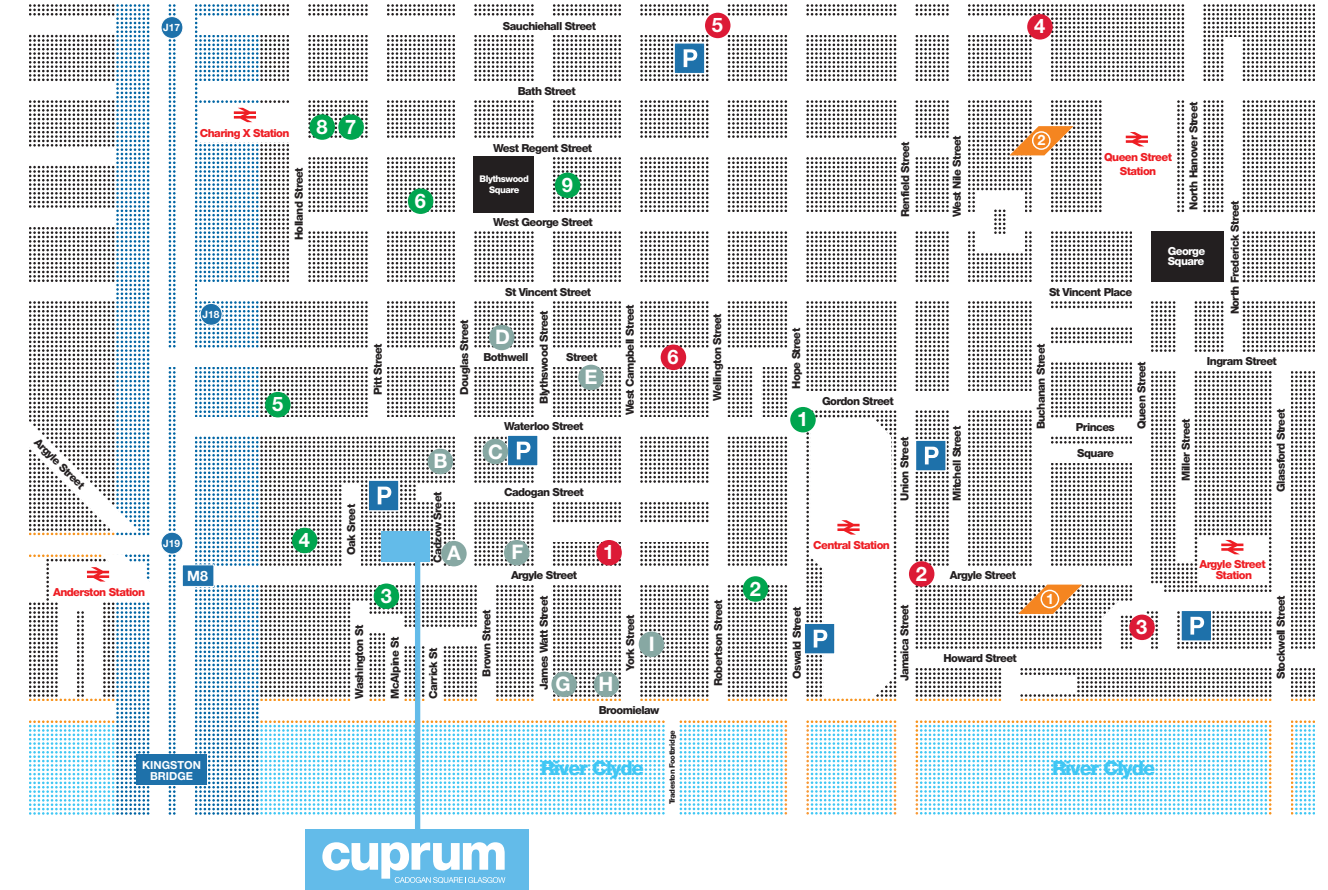 J17
Sauchiehall Street
5
4
P
Bath Street
Charing X Station
8
7
2
Queen Street
Station
North Hanover Street
West Regent Street
Holland Street
Blythswood
Square
9
6
Renfield Street
West Nile Street
West George Street
George
Square
North Frederick Street
St Vincent Street
St Vincent Place
J18
Pitt Street
Douglas Street
D
Bothwell
Street
Blythswood Street
E
West Campbell Street
6
Wellington Street
Hope Street
Buchanan Street
Queen Street
Ingram Street
5
Gordon Street
1
Waterloo Street
Princes
Square
Miller Street
Glassford Street
Argyle Street
B
C
P
Union Street
P
Mitchell Street
P
Cadogan Street
Oak Sreet
Cadzow Sreet
4
J19
A
F
1
Central Station
Argyle Street
Station
M8
Anderston Station
Argyle Street
2
Argyle Street
3
2
1
Washington St
McAlpine St
Carrick St
Brown Street
James Watt Street
York Street
I
Robertson Street
Oswald Street
P
Jamaica Street
3
P
Howard Street
Stockwell Street
G
H
Broomielaw
KINGSTON
BRIDGE
River Clyde
Tradeston Footbridge
River Clyde
cuprum
CADOGAN SQUARE I GLASGOW